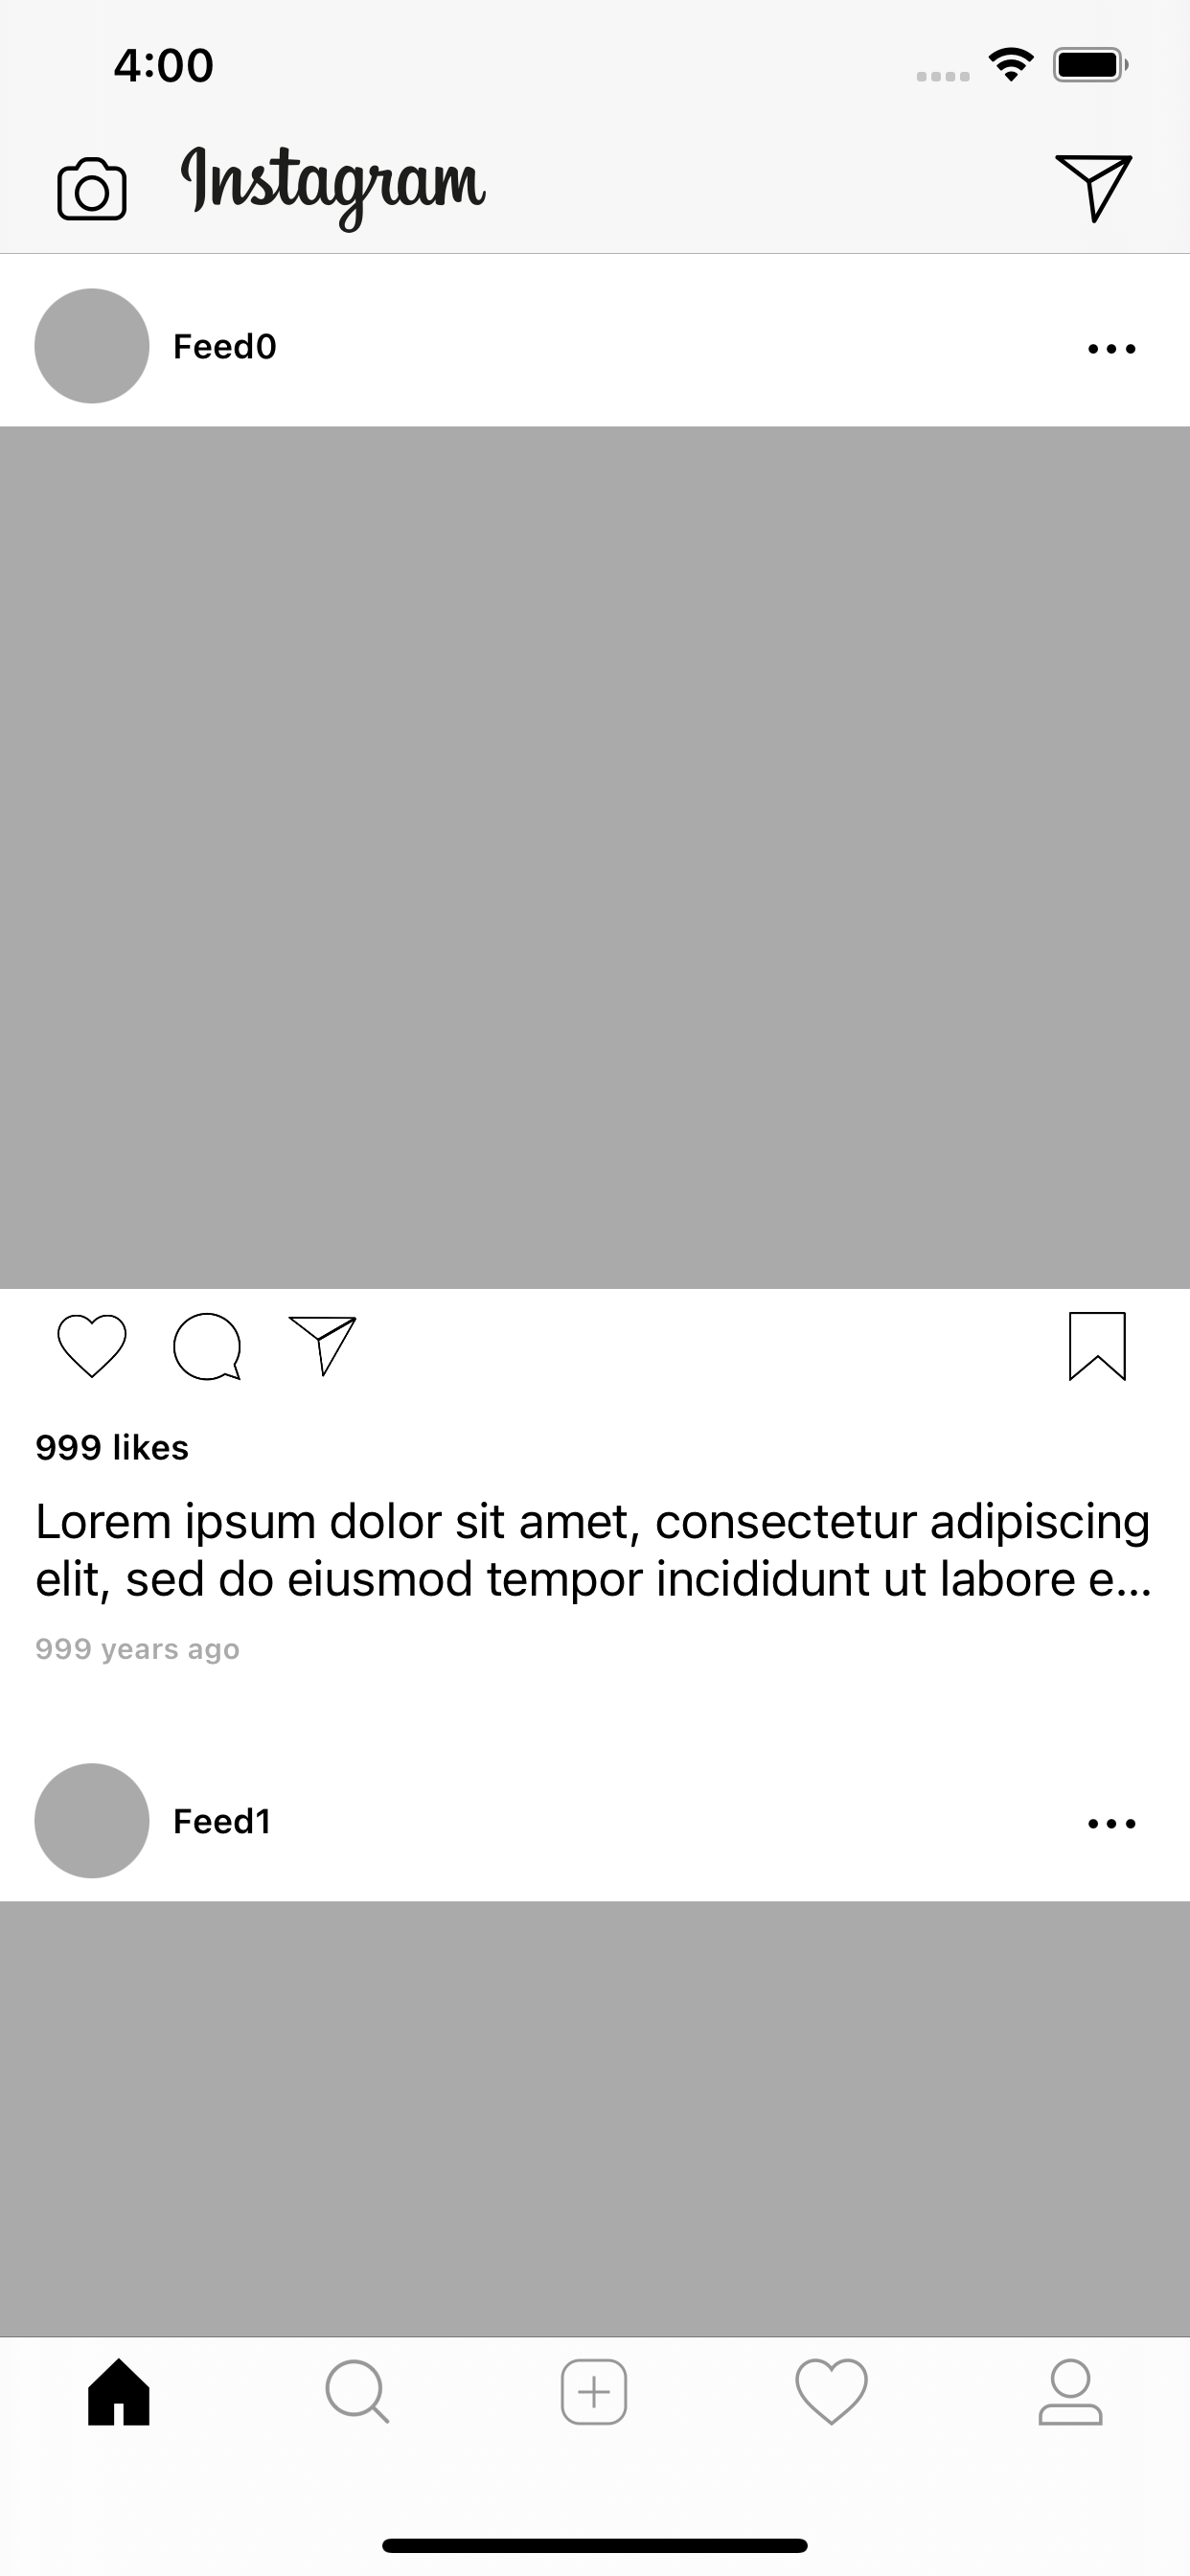 4:00
Instagram
Feed0
999 likes
Lorem ipsum dolor sit amet, consectetur adipiscing
elit, sed do eiusmod tempor incididunt ut labore e...
999 years ago
Feed1